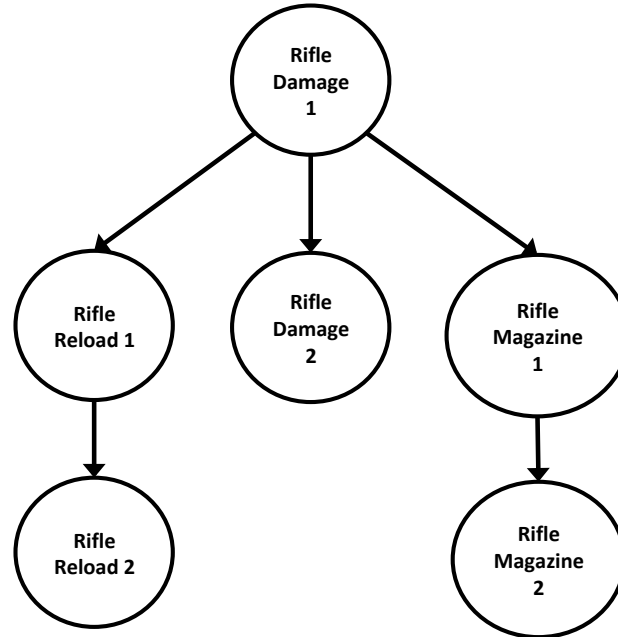 Rifle
Damage
1
Rifle
Reload 1
Rifle
Damage
2
Rifle
Magazine
1
Rifle
Reload 2
Rifle
Magazine
2